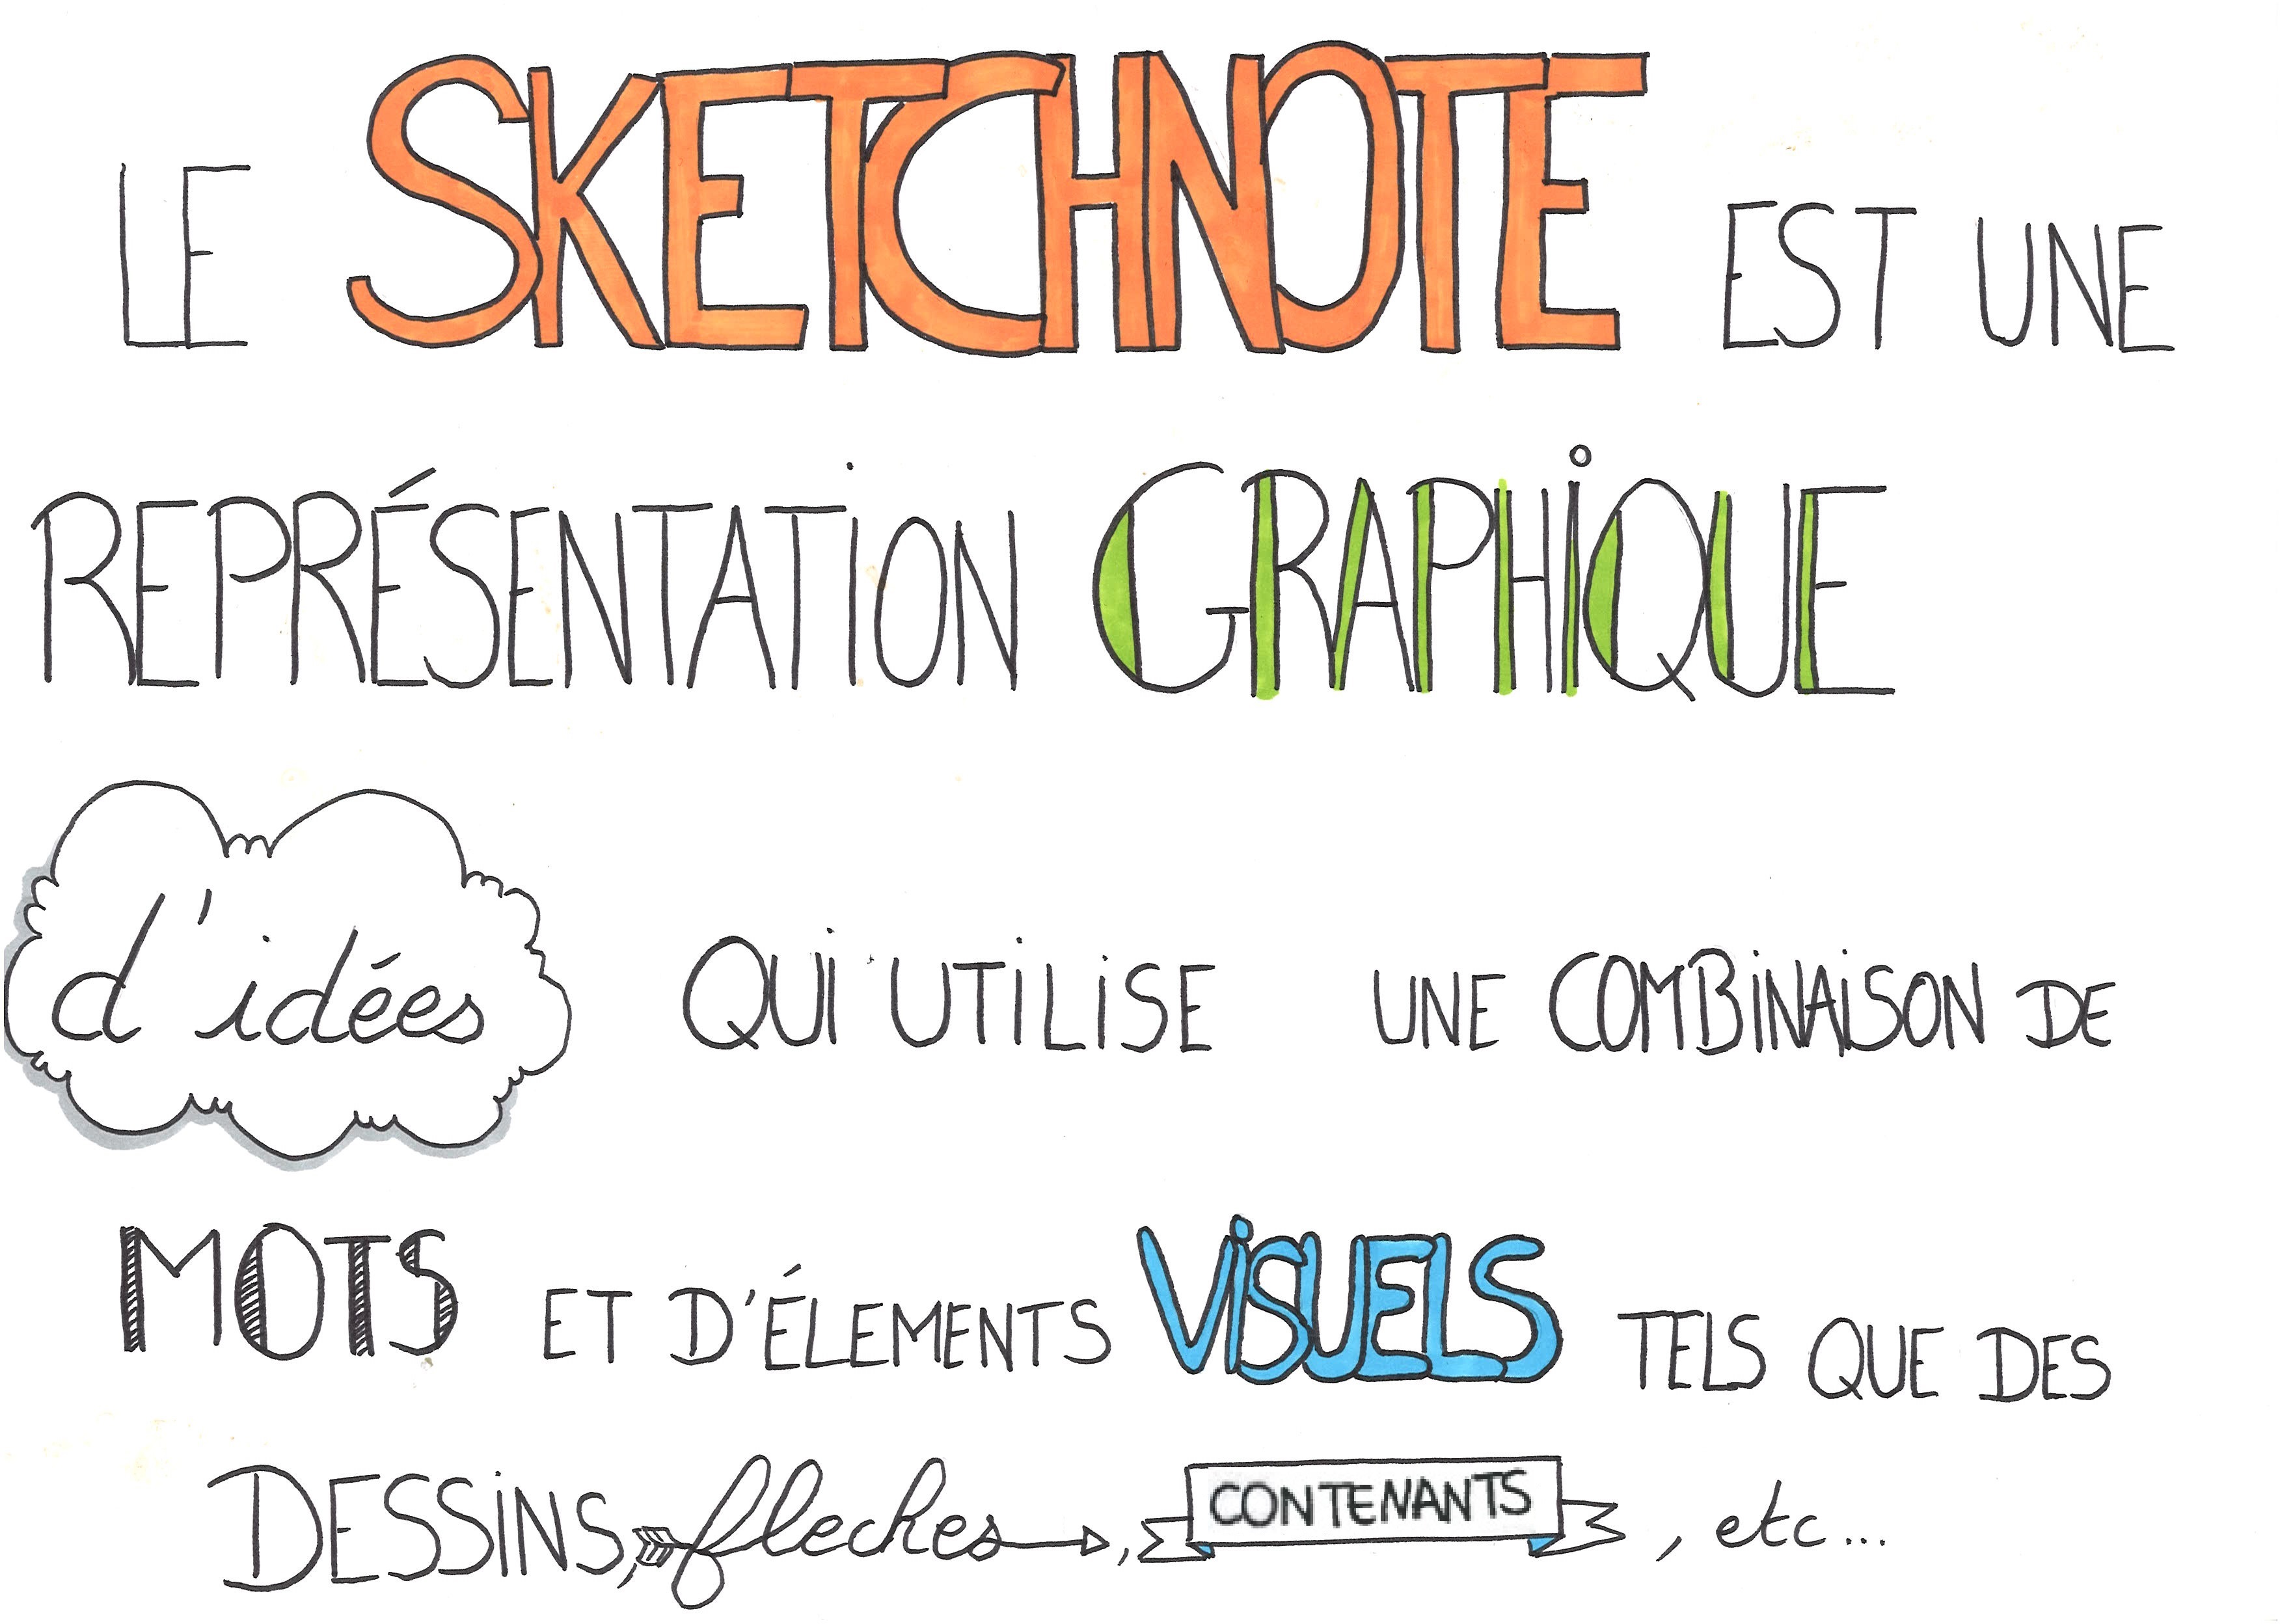 LE SKETCHNOTE EST UNE
REPRÉSENTATION GRAPHIQUE
d'idées QUI UTILISE UNE COMBINAISON DE
MOTS ET D'ÉLEMENTS VISUELS TELS QUE DES
DESSINS, fleches, CONTENANTS, etc...